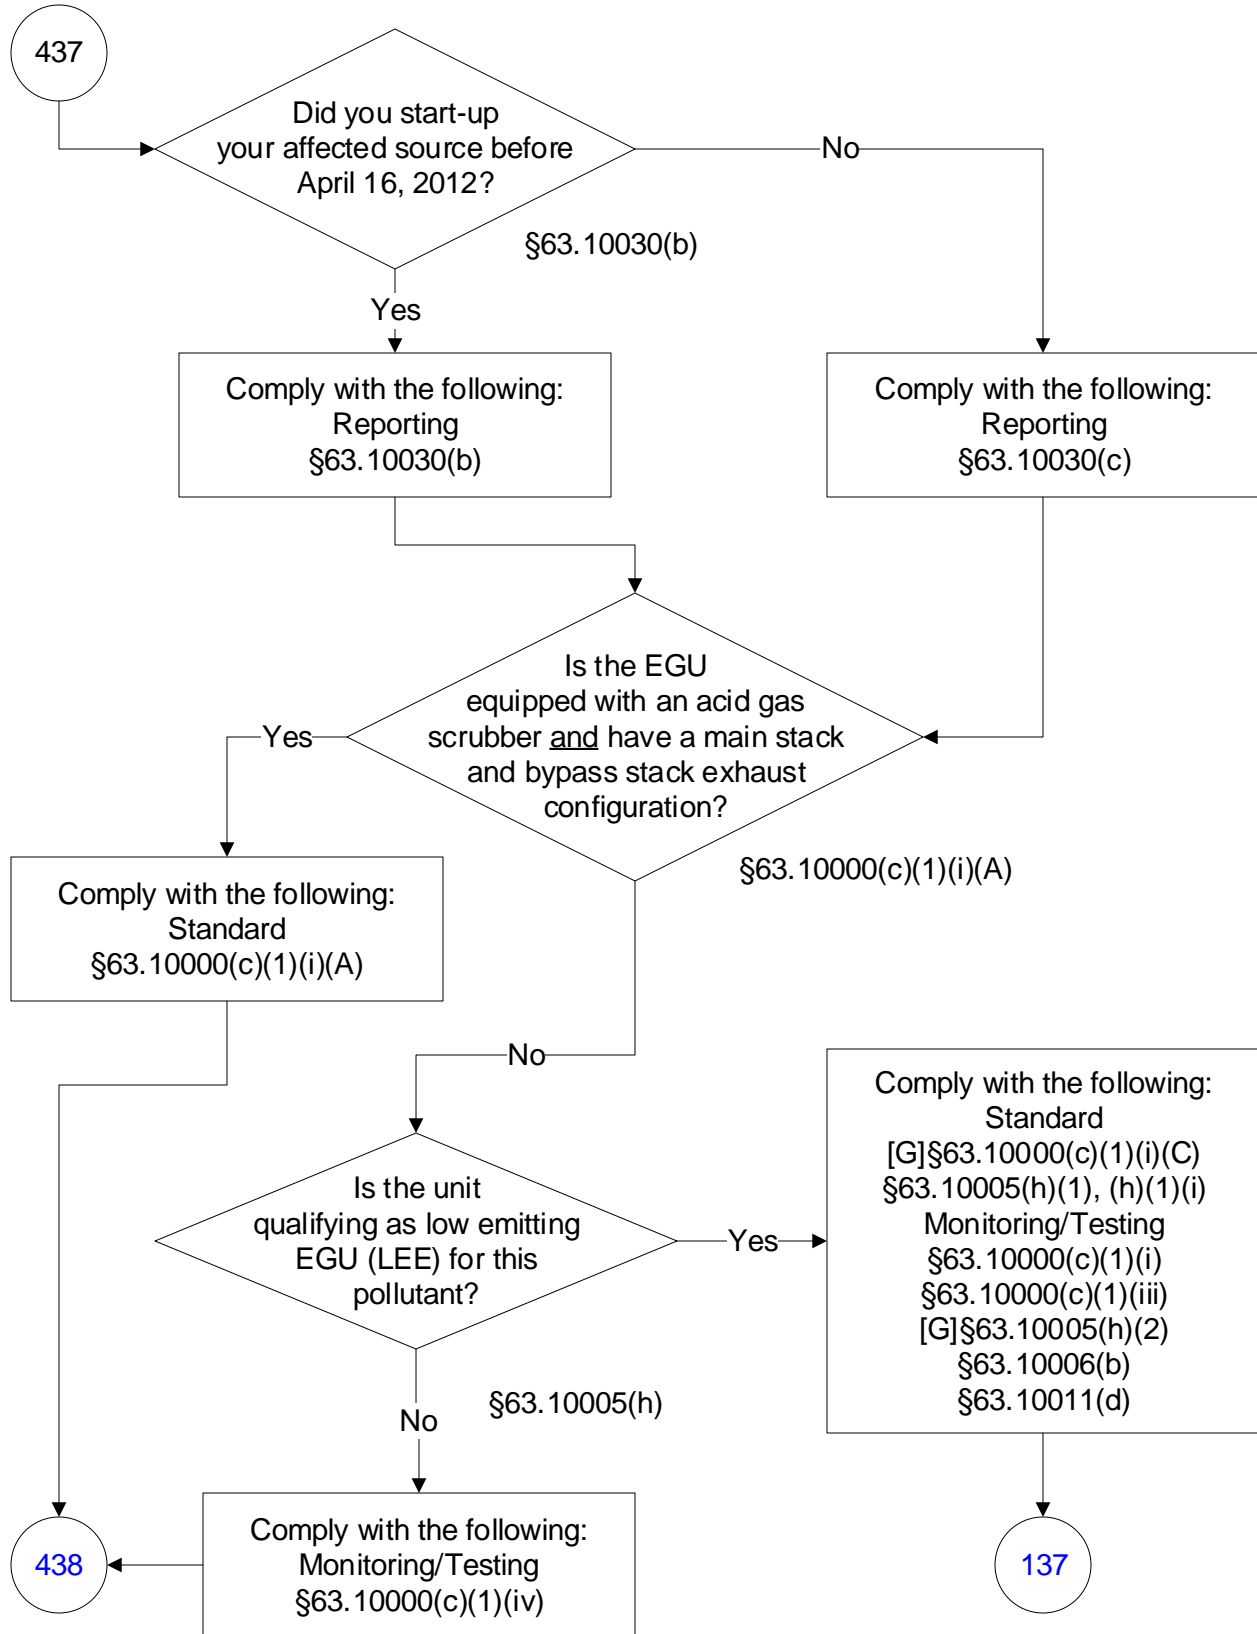 437
Did you start-up
your affected source before
April 16, 2012?
No
§63.10030(b)
Yes
Comply with the following:
Reporting
§63.10030(b)
Comply with the following:
Reporting
§63.10030(c)
Is the EGU
equipped with an acid gas
scrubber and have a main stack
and bypass stack exhaust
configuration?
Yes
§63.10000(c)(1)(i)(A)
Comply with the following:
Standard
§63.10000(c)(1)(i)(A)
No
Is the unit
qualifying as low emitting
EGU (LEE) for this
pollutant?
Yes
Comply with the following:
Standard
[G]§63.10000(c)(1)(i)(C)
§63.10005(h)(1), (h)(1)(i)
Monitoring/Testing
§63.10000(c)(1)(i)
§63.10000(c)(1)(iii)
[G]§63.10005(h)(2)
§63.10006(b)
§63.10011(d)
§63.10005(h)
No
Comply with the following:
Monitoring/Testing
§63.10000(c)(1)(iv)
438
137